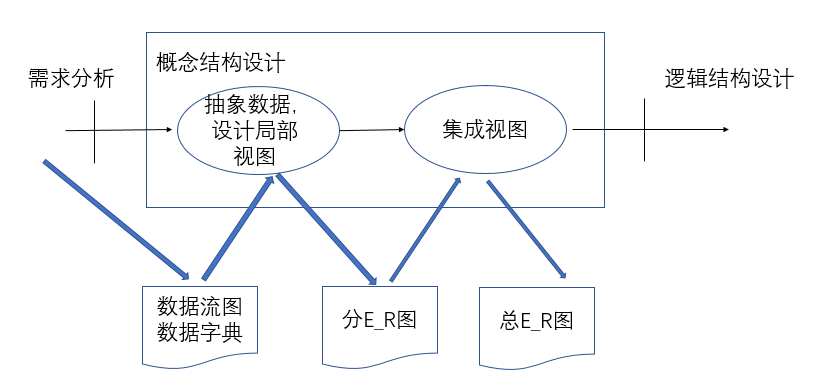 概念结构设计
需求分析
逻辑结构设计
抽象数据,
设计局部
视图
集成视图
数据流图
数据字典
分E_R图
总E_R图